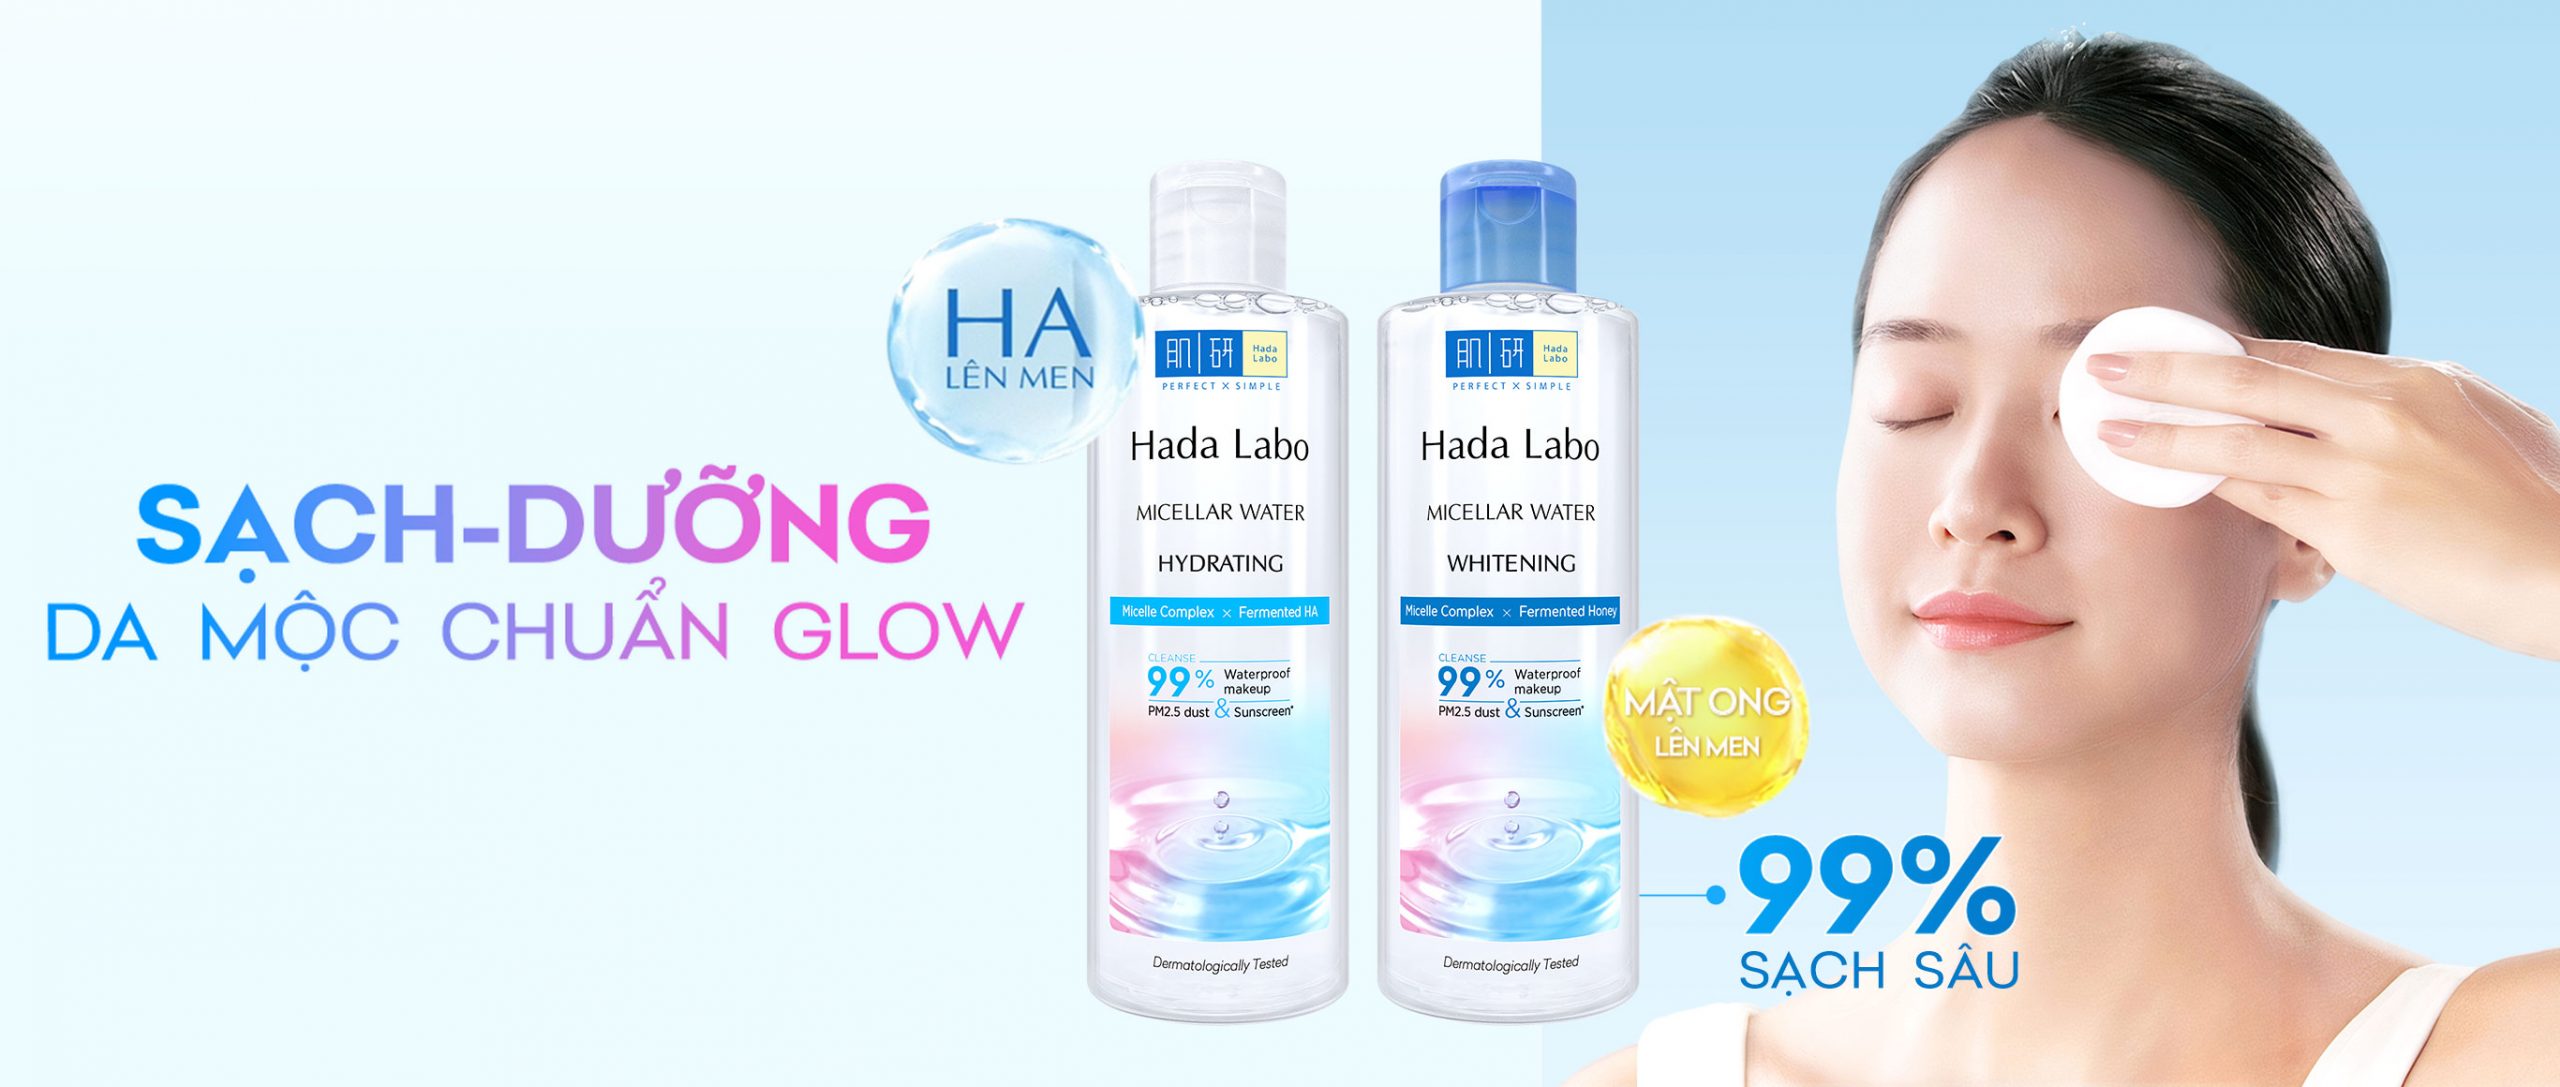 SẠCH-DƯỠNG
DA MỘC CHUẨN GLOW
HA
LÊN MEN
肌研
Hada
Labo
PERFECT X SIMPLE
Hada Labo
MICELLAR WATER
HYDRATING
Micelle Complex × Fermented HA
CLEANSE
99% Waterproof
makeup
PM2.5 dust & Sunscreen*
Dermatologically Tested
肌研
Hada
Labo
PERFECT X SIMPLE
Hada Labo
MICELLAR WATER
WHITENING
Micelle Complex × Fermented Honey
CLEANSE
99% Waterproof
makeup
PM2.5 dust & Sunscreen*
Dermatologically Tested
MẬT ONG
LÊN MEN
99%
SẠCH SÂU